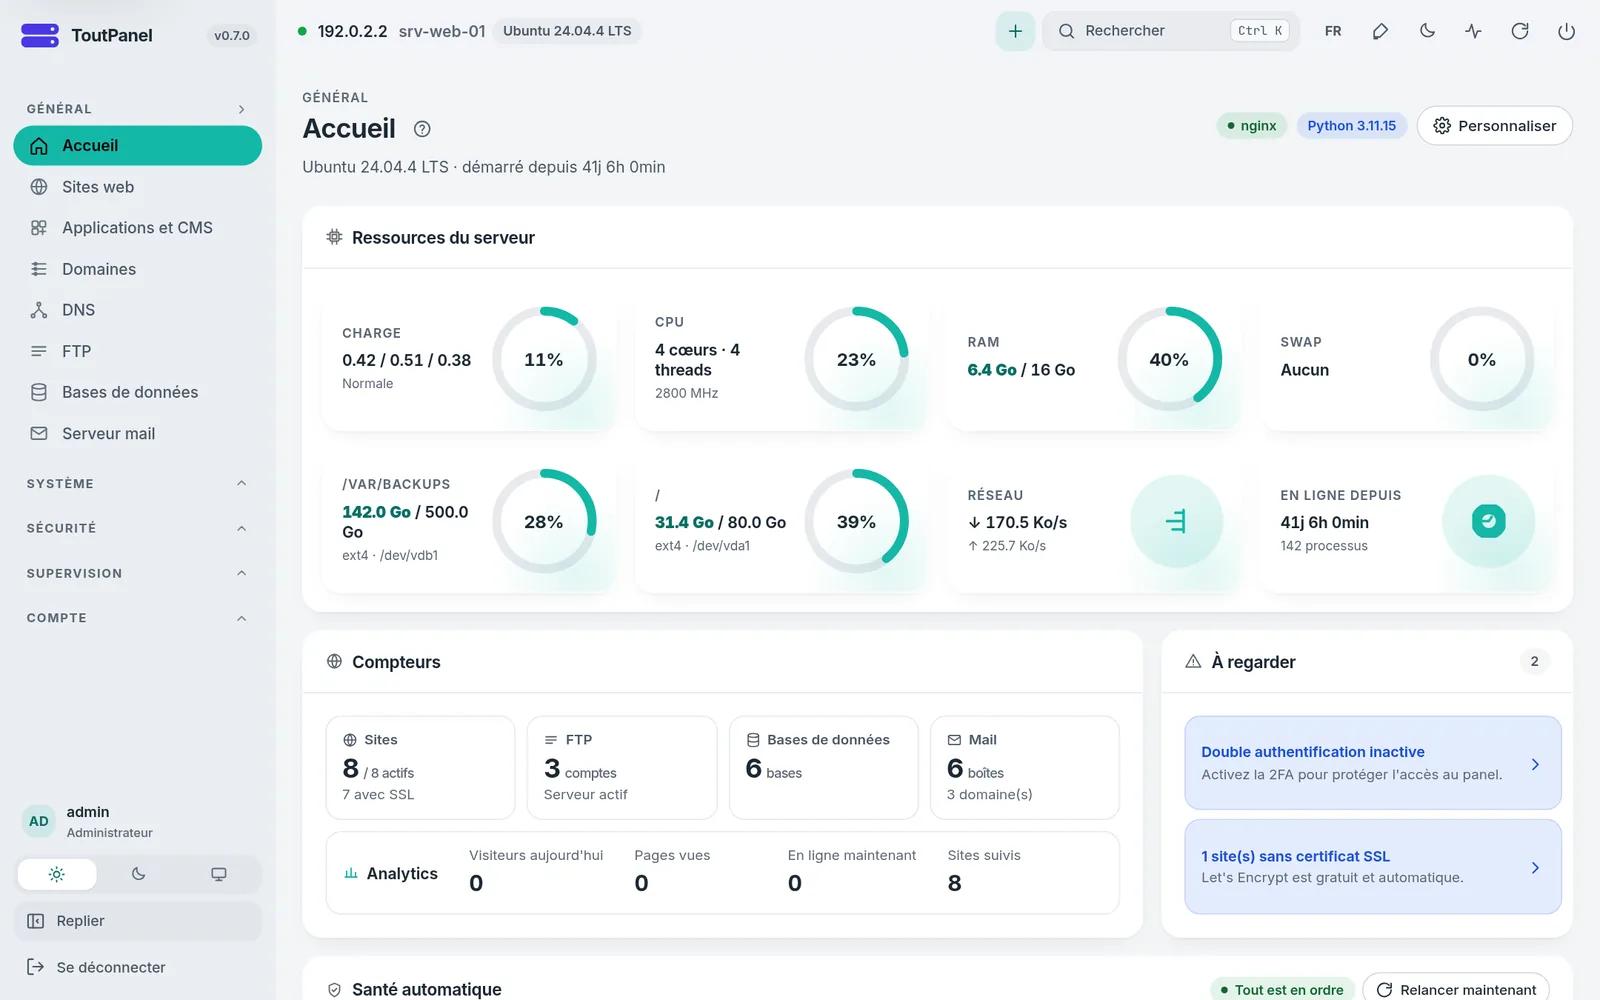 ToutPanel
v0.7.0
192.0.2.2 srv-web-01 Ubuntu 24.04.4 LTS
Rechercher Ctrl K
FR
GÉNÉRAL
Accueil
Sites web
Applications et CMS
Domaines
DNS
FTP
Bases de données
Serveur mail
SYSTÈME
SÉCURITÉ
SUPERVISION
COMPTE
AD
admin
Administrateur
Replier
Se déconnecter
GÉNÉRAL
Accueil
Ubuntu 24.04.4 LTS · démarré depuis 41j 6h 0min
nginx
Python 3.11.15
Personnaliser
Ressources du serveur
CHARGE
0.42 / 0.51 / 0.38
Normale
11%
CPU
4 cœurs · 4
threads
2800 MHz
23%
RAM
6.4 Go / 16 Go
40%
SWAP
Aucun
0%
/VAR/BACKUPS
142.0 Go / 500.0
Go
ext4 · /dev/vdb1
28%
/
31.4 Go / 80.0 Go
ext4 · /dev/vda1
39%
RÉSEAU
↓ 170.5 Ko/s
↑ 225.7 Ko/s
EN LIGNE DEPUIS
41j 6h 0min
142 processus
Compteurs
Sites
8 / 8 actifs
7 avec SSL
FTP
3 comptes
Serveur actif
Bases de données
6 bases
Mail
6 boîtes
3 domaine(s)
Analytics
Visiteurs aujourd'hui
0
Pages vues
0
En ligne maintenant
0
Sites suivis
8
À regarder
2
Double authentification inactive
Activez la 2FA pour protéger l'accès au panel.
1 site(s) sans certificat SSL
Let's Encrypt est gratuit et automatique.
Santé automatique
Tout est en ordre
Relancer maintenant